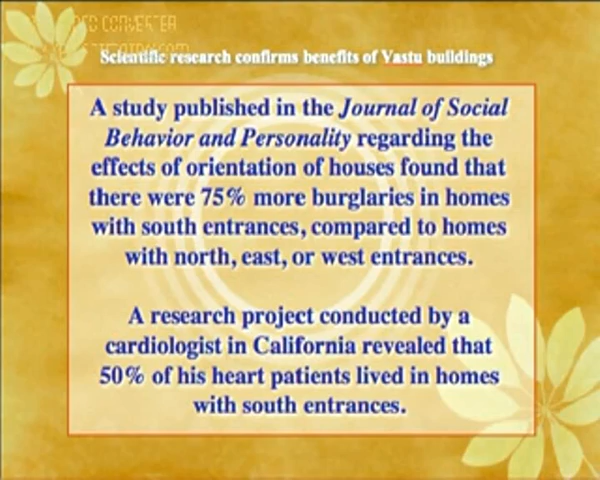 CONVERTER
Scientific research confirms benefits of Vastu buildings
A study published in the Journal of Social
Behavior and Personality regarding the
effects of orientation of houses found that
there were 75% more burglaries in homes
with south entrances, compared to homes
with north, east, or west entrances.
A research project conducted by a
cardiologist in California revealed that
50% of his heart patients lived in homes
with south entrances.